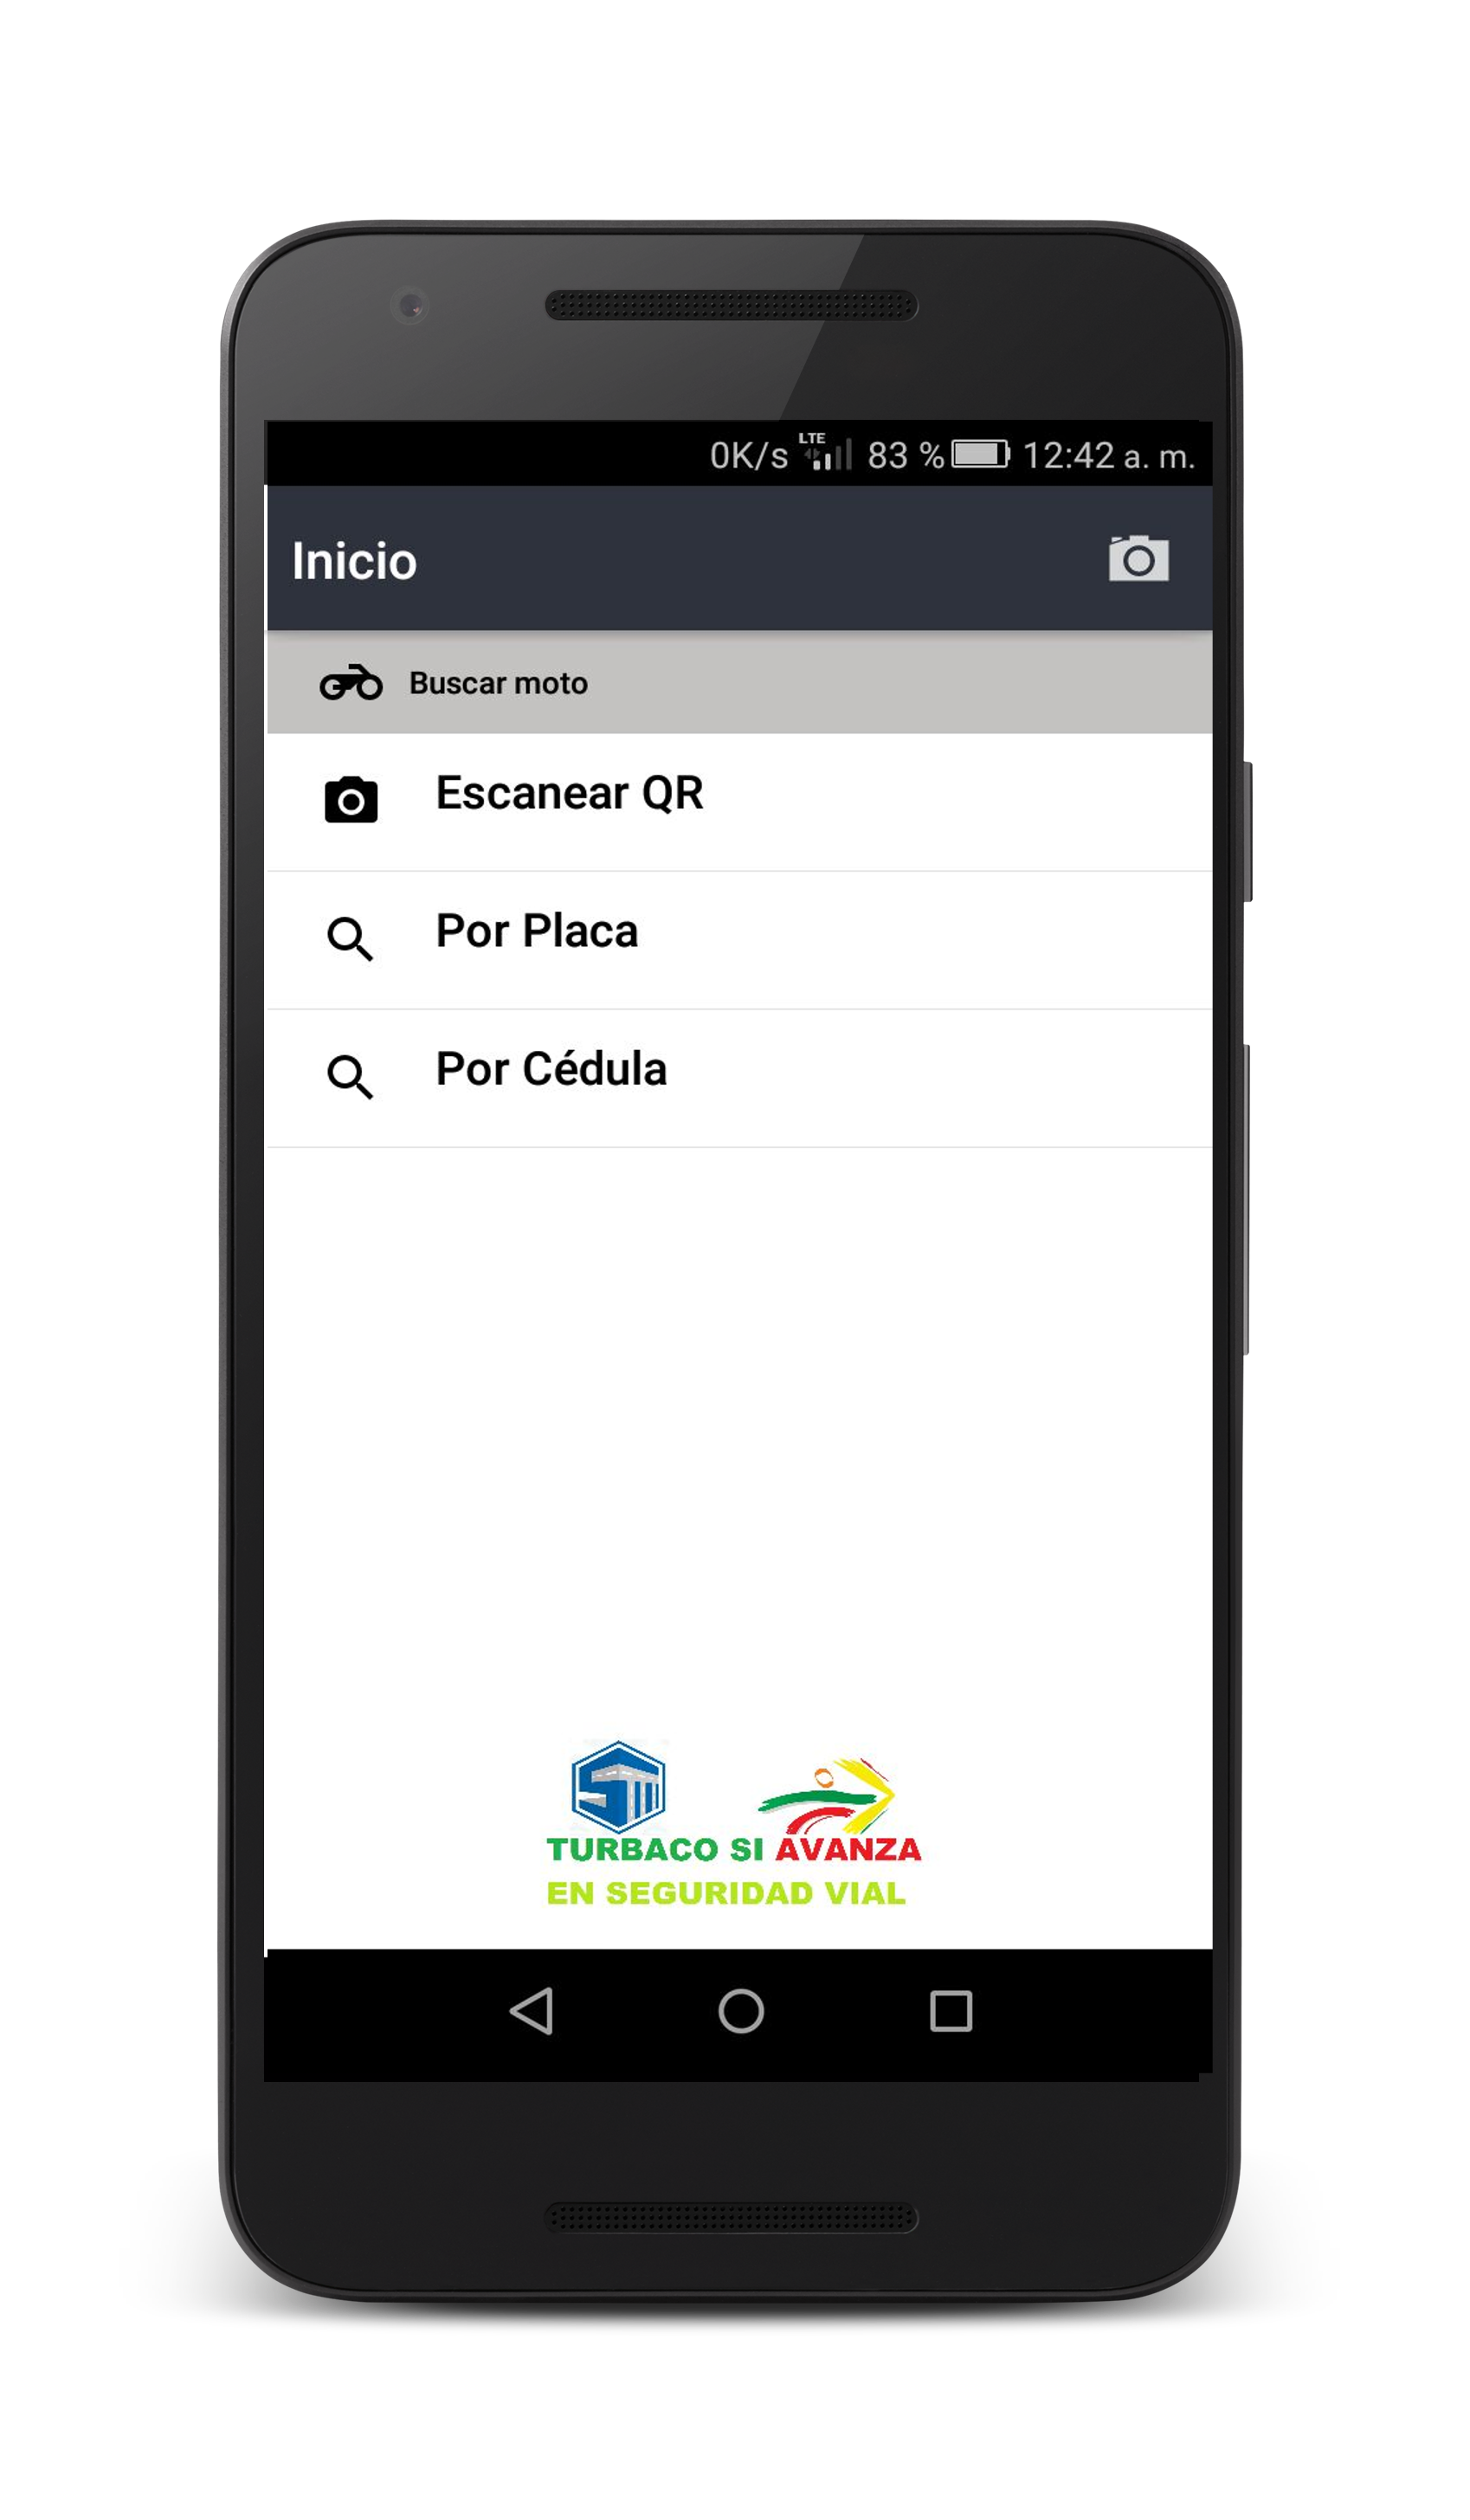 0K/s LTE 83 % 12:42 a. m.
Inicio
Buscar moto
Escanear QR
Por Placa
Por Cédula
STM
TURBACO SI AVANZA
EN SEGURIDAD VIAL